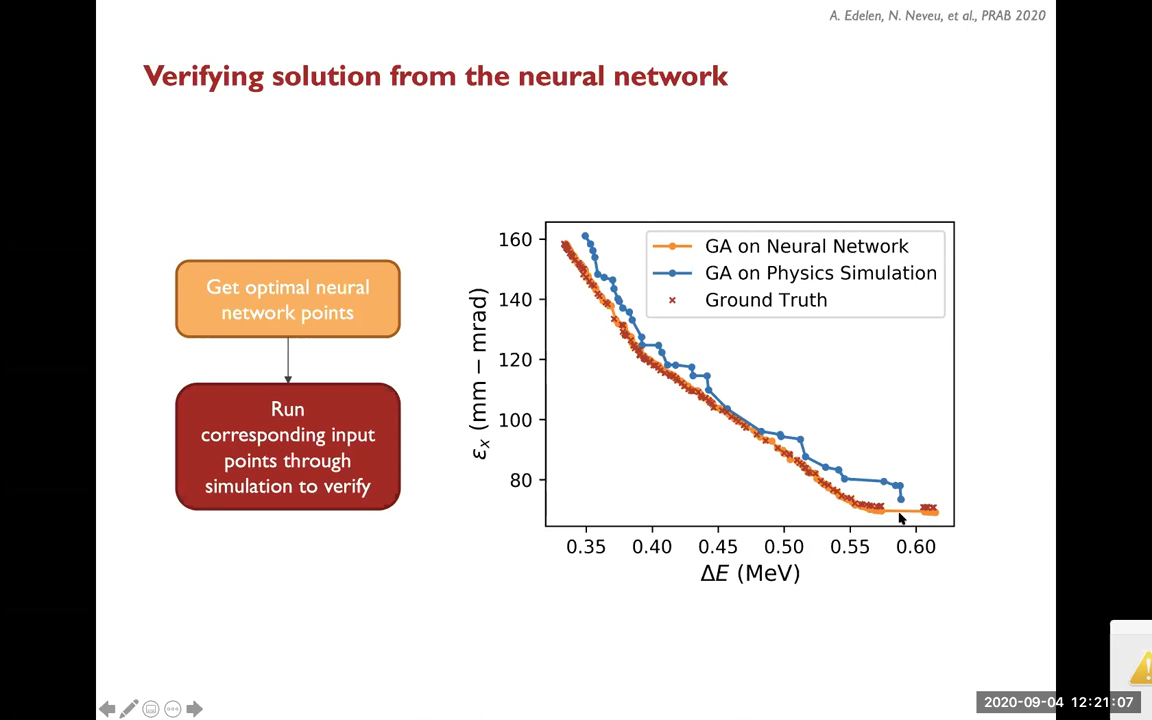 A. Edelen, N. Neveu, et al., PRAB 2020
Verifying solution from the neural network
Get optimal neural
network points
Run
corresponding input
points through
simulation to verify
GA on Neural Network
GA on Physics Simulation
Ground Truth
160
140
120
100
80
εx (mm − mrad)
0.35 0.40 0.45 0.50 0.55 0.60
ΔE (MeV)
2020-09-04 12:21:07